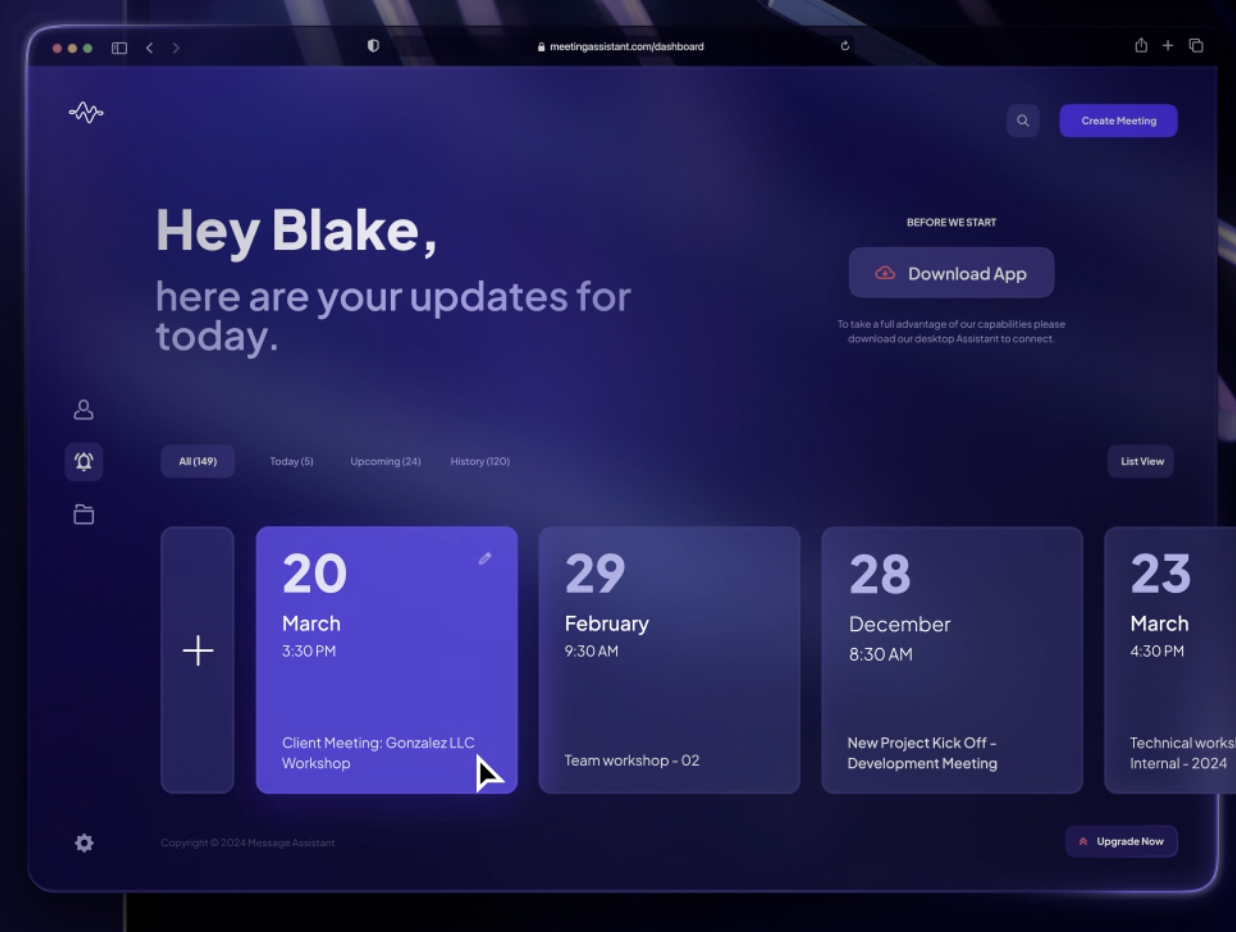 meetingassistant.com/dashboard
Create Meeting
Hey Blake,
here are your updates for
today.
BEFORE WE START
Download App
To take a full advantage of our capabilities please
download our desktop Assistant to connect.
All (149)
Today (5)
Upcoming (24)
History (120)
List View
20
March
3:30 PM
Client Meeting: Gonzalez LLC
Workshop
29
February
9:30 AM
Team workshop - 02
28
December
8:30 AM
New Project Kick Off -
Development Meeting
23
March
4:30 PM
Technical works
Internal - 2024
Copyright © 2024 Message Assistant
Upgrade Now